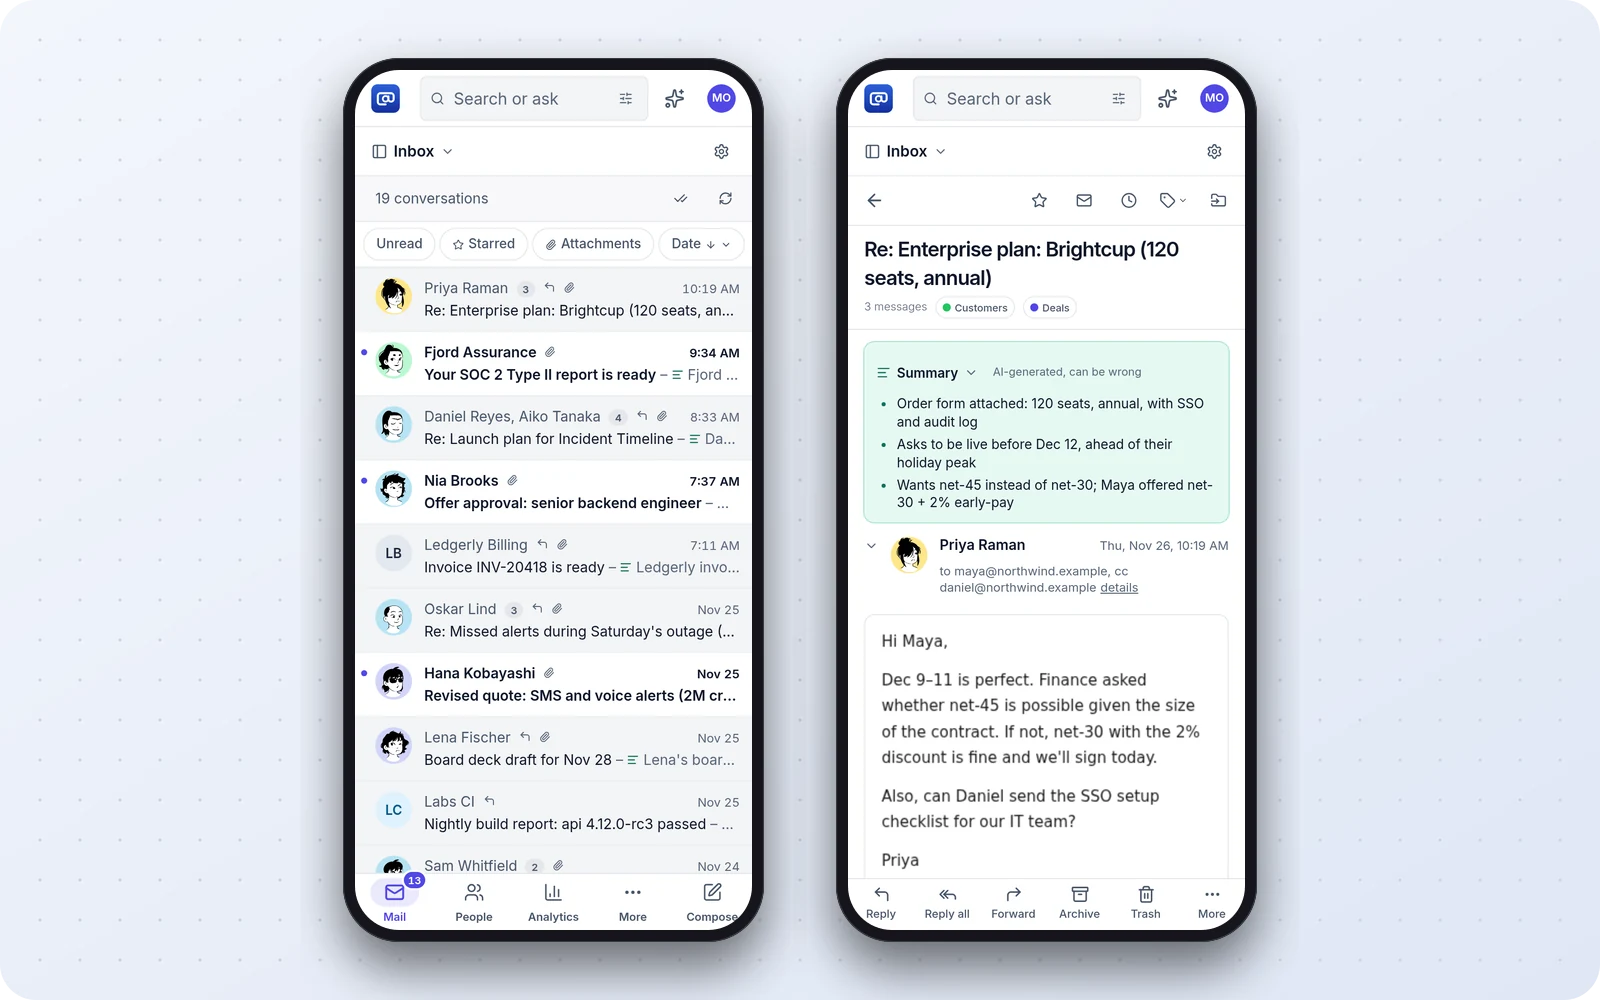 Search or ask
MO
Inbox
19 conversations
Unread
Starred
Attachments
Date
Priya Raman 3 10:19 AM
Re: Enterprise plan: Brightcup (120 seats, an...
Fjord Assurance 9:34 AM
Your SOC 2 Type II report is ready – Fjord ...
Daniel Reyes, Aiko Tanaka 4 8:33 AM
Re: Launch plan for Incident Timeline – Da...
Nia Brooks 7:37 AM
Offer approval: senior backend engineer – ...
LB
Ledgerly Billing 7:11 AM
Invoice INV-20418 is ready – Ledgerly invo...
Oskar Lind 3 Nov 25
Re: Missed alerts during Saturday's outage (...
Hana Kobayashi Nov 25
Revised quote: SMS and voice alerts (2M cr...
Lena Fischer Nov 25
Board deck draft for Nov 28 – Lena's boar...
LC
Labs CI Nov 25
Nightly build report: api 4.12.0-rc3 passed – ...
Sam Whitfield 2 Nov 24
13
Mail
People
Analytics
More
Compose
Search or ask
MO
Inbox
Re: Enterprise plan: Brightcup (120
seats, annual)
3 messages Customers Deals
Summary AI-generated, can be wrong
• Order form attached: 120 seats, annual, with SSO
and audit log
• Asks to be live before Dec 12, ahead of their
holiday peak
• Wants net-45 instead of net-30; Maya offered net-
30 + 2% early-pay
Priya Raman Thu, Nov 26, 10:19 AM
to maya@northwind.example, cc
daniel@northwind.example details
Hi Maya,
Dec 9–11 is perfect. Finance asked
whether net-45 is possible given the size
of the contract. If not, net-30 with the 2%
discount is fine and we'll sign today.
Also, can Daniel send the SSO setup
checklist for our IT team?
Priya
Reply
Reply all
Forward
Archive
Trash
More